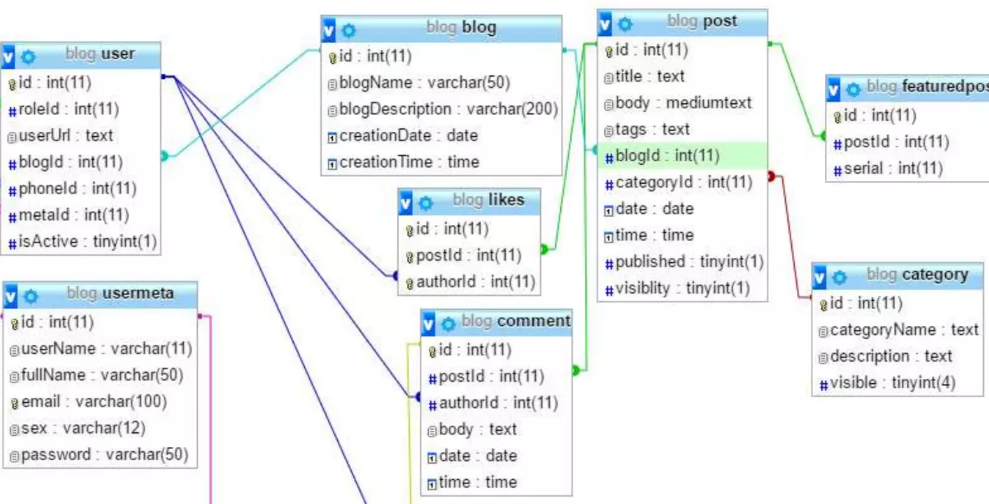 blog user
id : int(11)
roleId : int(11)
userUrl : text
blogId : int(11)
phoneId : int(11)
metaId : int(11)
isActive : tinyint(1)
blog usermeta
id : int(11)
userName : varchar(11)
fullName : varchar(50)
email : varchar(100)
sex : varchar(12)
password : varchar(50)
blog blog
id : int(11)
blogName : varchar(50)
blogDescription : varchar(200)
creationDate : date
creationTime : time
blog likes
id : int(11)
postId : int(11)
authorId : int(11)
blog comment
id : int(11)
postId : int(11)
authorId : int(11)
body : text
date : date
time : time
blog post
id : int(11)
title : text
body : mediumtext
tags : text
blogId : int(11)
categoryId : int(11)
date : date
time : time
published : tinyint(1)
visiblity : tinyint(1)
blog featuredpos
id : int(11)
postId : int(11)
serial : int(11)
blog category
id : int(11)
categoryName : text
description : text
visible : tinyint(4)